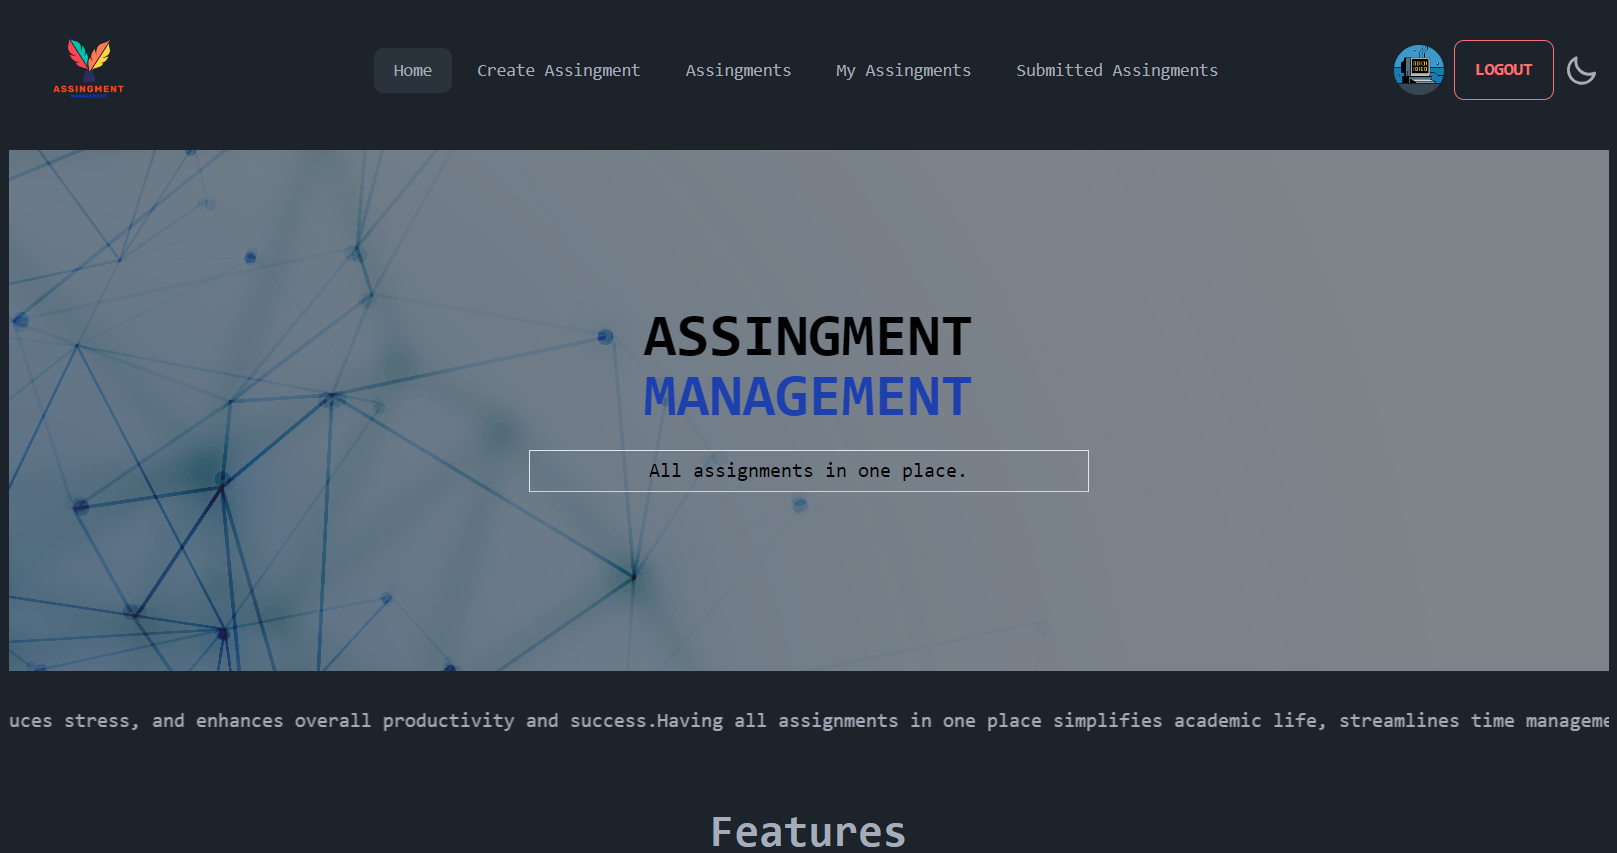 ASSINGMENT
Home Create Assingment Assingments My Assingments Submitted Assingments
LOGOUT
ASSINGMENT
MANAGEMENT
All assignments in one place.
uces stress, and enhances overall productivity and success.Having all assignments in one place simplifies academic life, streamlines time manageme
Features